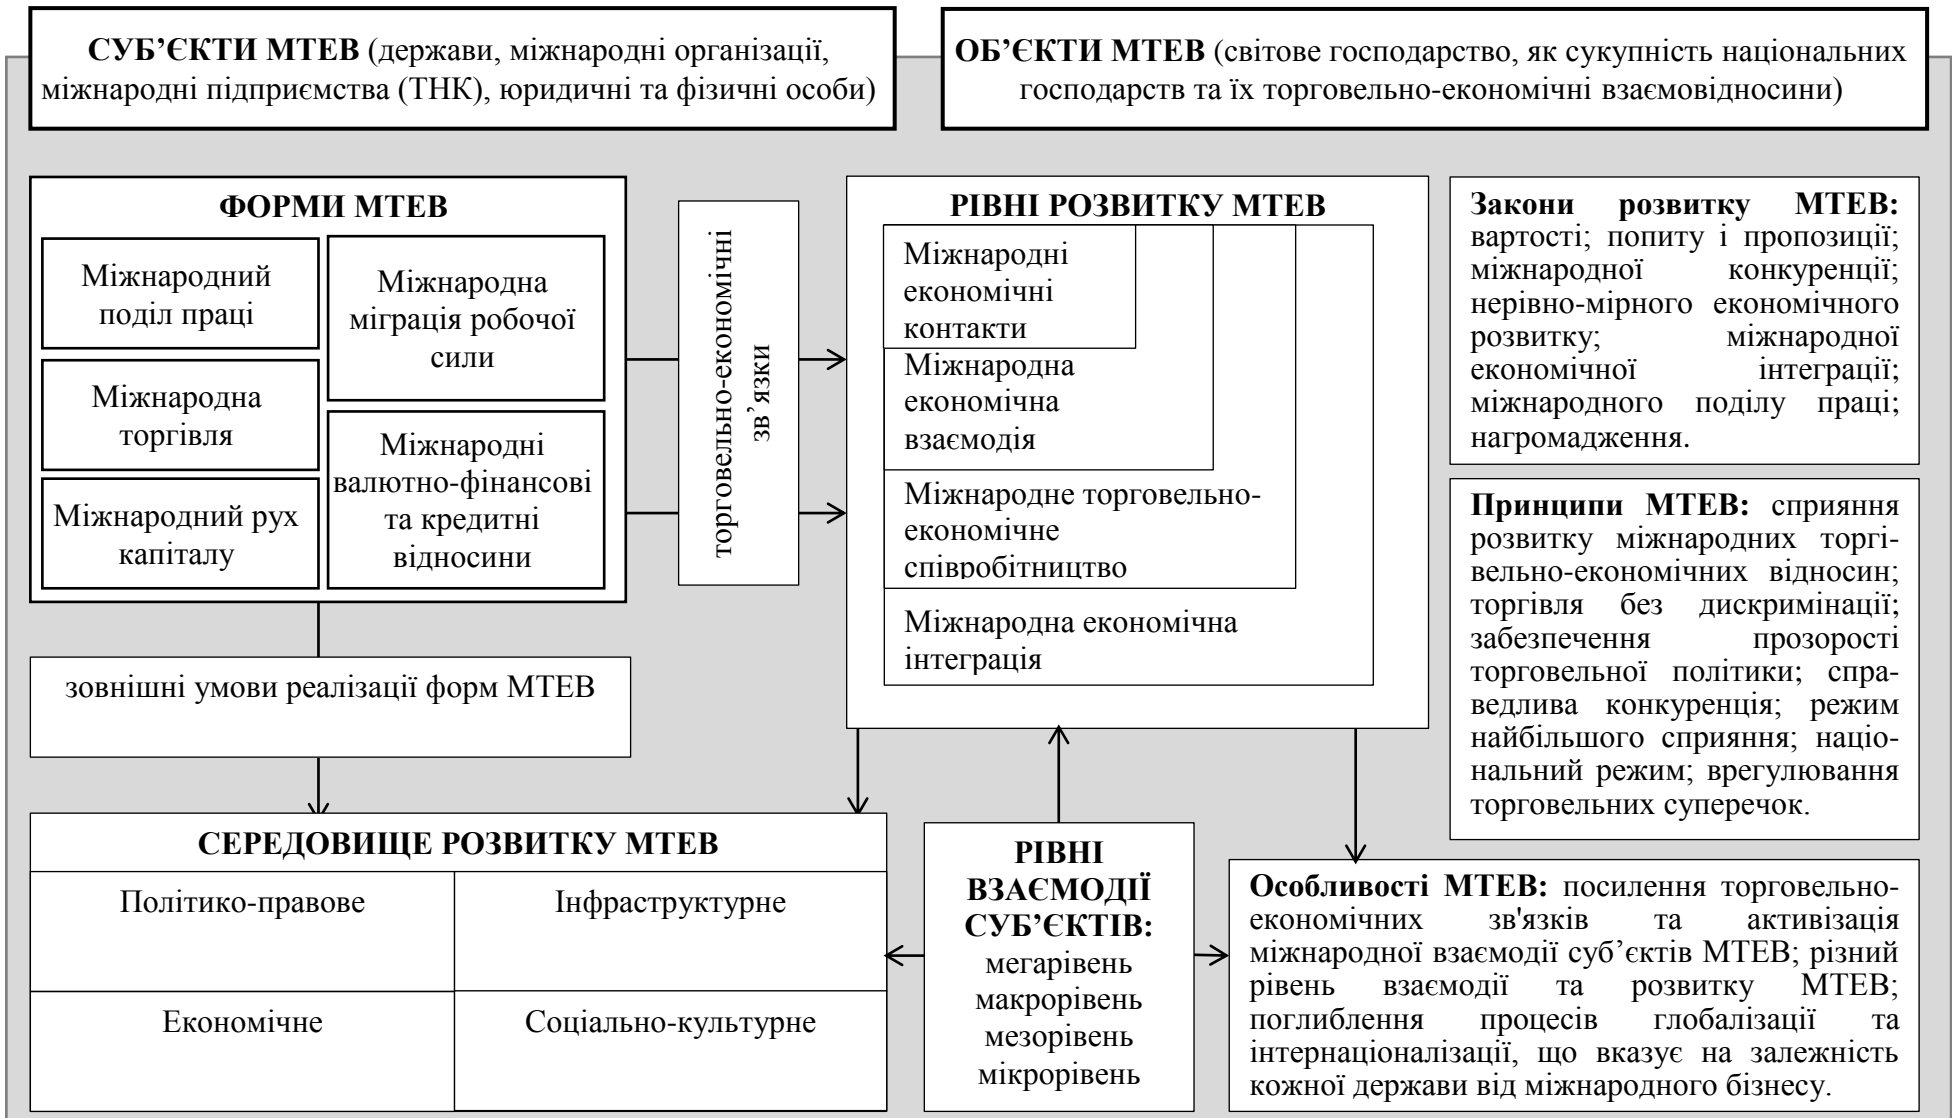 СУБ’ЄКТИ МТЕВ (держави, міжнародні організації,
міжнародні підприємства (ТНК), юридичні та фізичні особи)
ОБ’ЄКТИ МТЕВ (світове господарство, як сукупність національних
господарств та їх торговельно-економічні взаємовідносини)
ФОРМИ МТЕВ
Міжнародний
поділ праці
Міжнародна
торгівля
Міжнародний рух
капіталу
Міжнародна
міграція робочої
сили
Міжнародні
валютно-фінансові
та кредитні
відносини
торговельно-економічні
зв’язки
РІВНІ РОЗВИТКУ МТЕВ
Міжнародні
економічні
контакти
Міжнародна
економічна
взаємодія
Міжнародне торговельно-
економічне
співробітництво
Міжнародна економічна
інтеграція
Закони розвитку МТЕВ:
вартості; попиту і пропозиції;
міжнародної конкуренції;
нерівно-мірного економічного
розвитку; міжнародної
економічної інтеграції;
міжнародного поділу праці;
нагромадження.
Принципи МТЕВ: сприяння
розвитку міжнародних торгі-
вельно-економічних відносин;
торгівля без дискримінації;
забезпечення прозорості
торговельної політики; спра-
ведлива конкуренція; режим
найбільшого сприяння; націо-
нальний режим; врегулювання
торговельних суперечок.
зовнішні умови реалізації форм МТЕВ
СЕРЕДОВИЩЕ РОЗВИТКУ МТЕВ
Політико-правове
Інфраструктурне
Економічне
Соціально-культурне
РІВНІ
ВЗАЄМОДІЇ
СУБ’ЄКТІВ:
мегарівень
макрорівень
мезорівень
мікрорівень
Особливості МТЕВ: посилення торговельно-
економічних зв'язків та активізація
міжнародної взаємодії суб’єктів МТЕВ; різний
рівень взаємодії та розвитку МТЕВ;
поглиблення процесів глобалізації та
інтернаціоналізації, що вказує на залежність
кожної держави від міжнародного бізнесу.